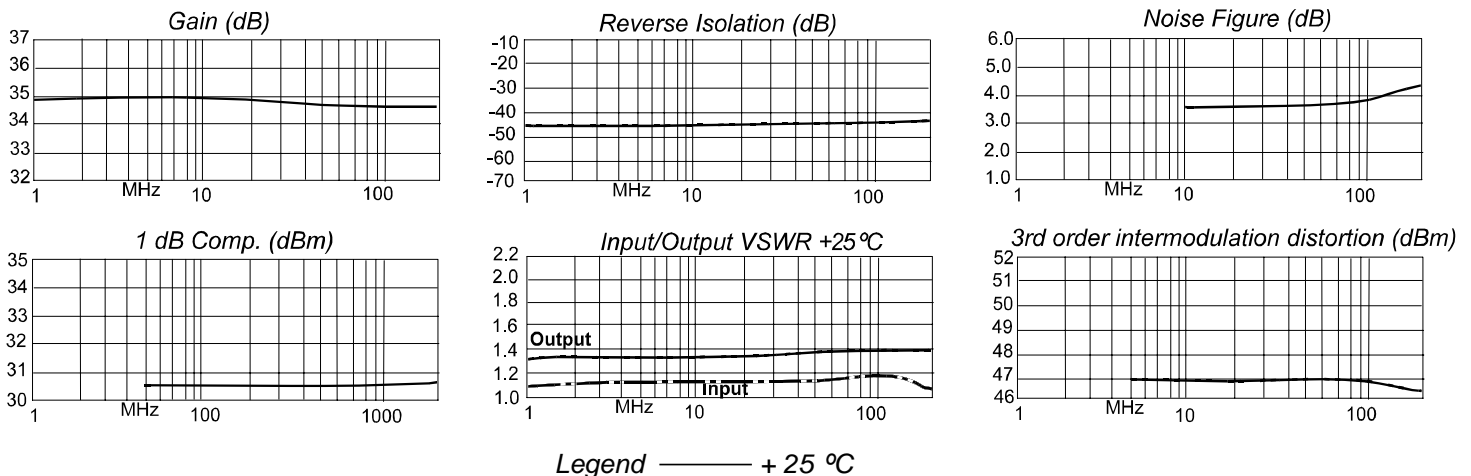 Gain (dB)
37
36
35
34
33
32
1 MHz 10 100
Reverse Isolation (dB)
-10
-20
-30
-40
-50
-60
-70
1 MHz 10 100
Noise Figure (dB)
6.0
5.0
4.0
3.0
2.0
1.0
1 MHz 10 100
1 dB Comp. (dBm)
35
34
33
32
31
30
1 MHz 100 1000
Input/Output VSWR +25ºC
2.2
2.0
1.8
1.6
1.4
1.2
1.0
Output
Input
1 MHz 10 100
3rd order intermodulation distortion (dBm)
52
51
50
49
48
47
46
1 MHz 10 100
Legend + 25 ºC